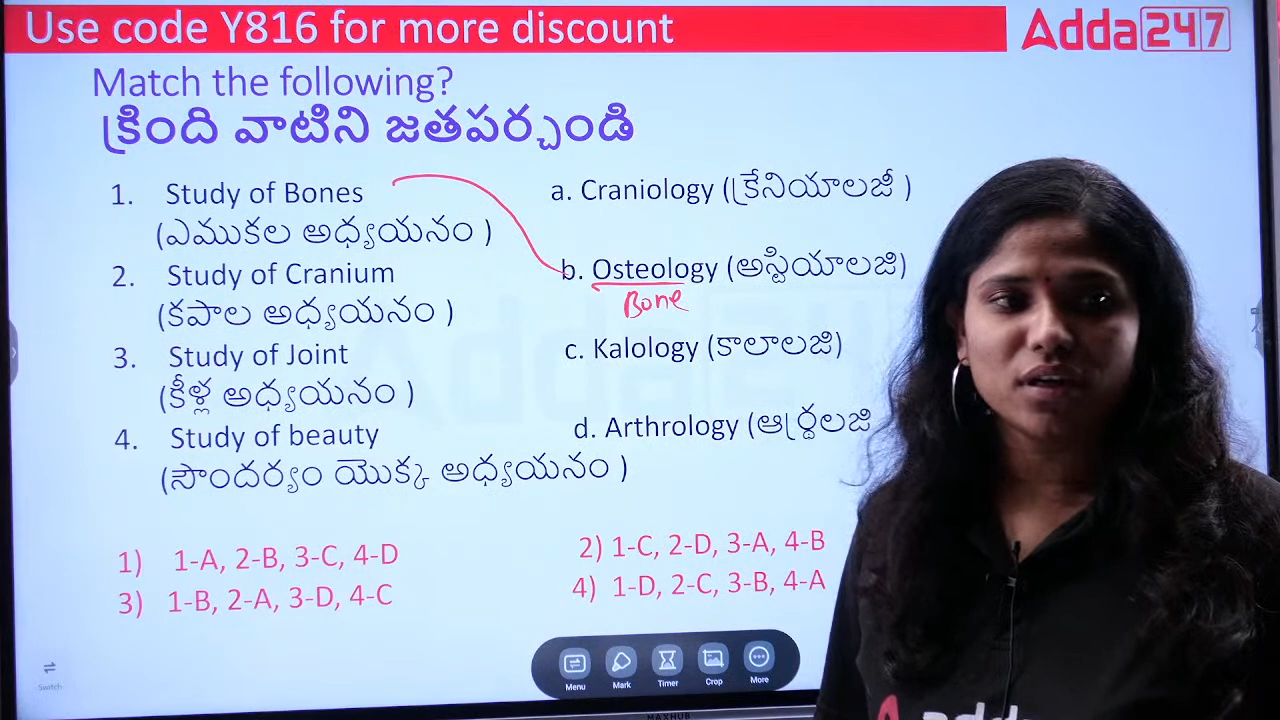 Use code Y816 for more discount
Adda247
Match the following?
క్రింది వాటిని జతపర్చండి
1. Study of Bones
(ఎముకల అధ్యయనం )
2. Study of Cranium
(కపాల అధ్యయనం )
3. Study of Joint
(కీళ్ల అధ్యయనం )
4. Study of beauty
(సౌందర్యం యొక్క అధ్యయనం )
a. Craniology (క్రేనియాలజీ )
b. Osteology (అస్టియాలజి)
Bone
c. Kalology (కాలాలజి)
d. Arthrology (ఆర్థ్రలజి
1) 1-A, 2-B, 3-C, 4-D
2) 1-C, 2-D, 3-A, 4-B
3) 1-B, 2-A, 3-D, 4-C
4) 1-D, 2-C, 3-B, 4-A
Switch
Menu Mark Timer Crop More
MAXHUB
adda